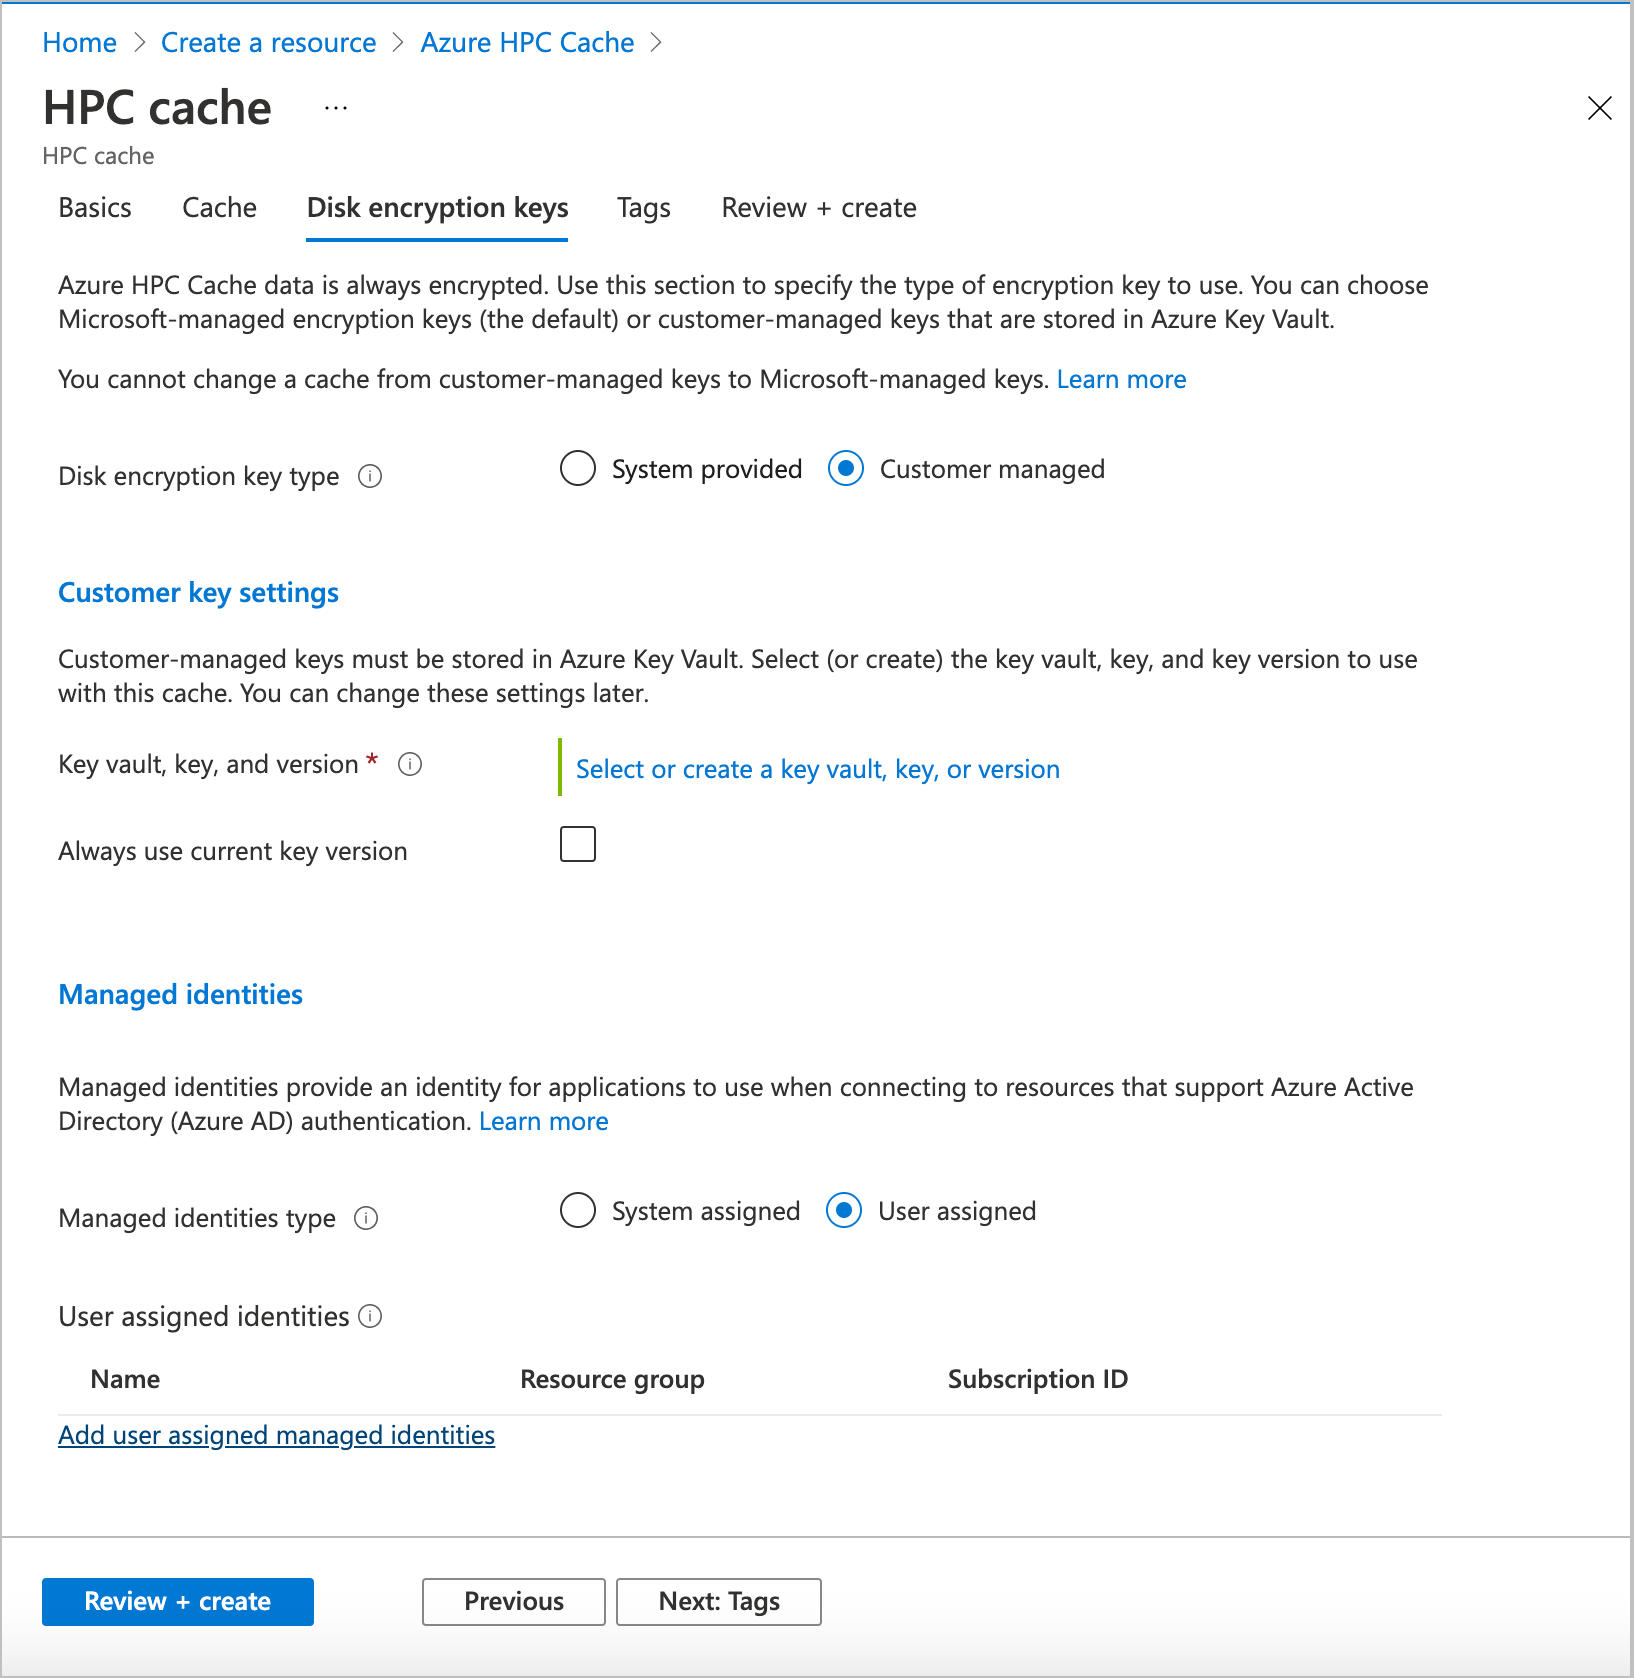 Home > Create a resource > Azure HPC Cache >
HPC cache ...
HPC cache
Basics Cache Disk encryption keys Tags Review + create
Azure HPC Cache data is always encrypted. Use this section to specify the type of encryption key to use. You can choose
Microsoft-managed encryption keys (the default) or customer-managed keys that are stored in Azure Key Vault.
You cannot change a cache from customer-managed keys to Microsoft-managed keys. Learn more
Disk encryption key type System provided Customer managed
Customer key settings
Customer-managed keys must be stored in Azure Key Vault. Select (or create) the key vault, key, and key version to use
with this cache. You can change these settings later.
Key vault, key, and version * Select or create a key vault, key, or version
Always use current key version
Managed identities
Managed identities provide an identity for applications to use when connecting to resources that support Azure Active
Directory (Azure AD) authentication. Learn more
Managed identities type System assigned User assigned
User assigned identities
Name Resource group Subscription ID
Add user assigned managed identities
Review + create Previous Next: Tags